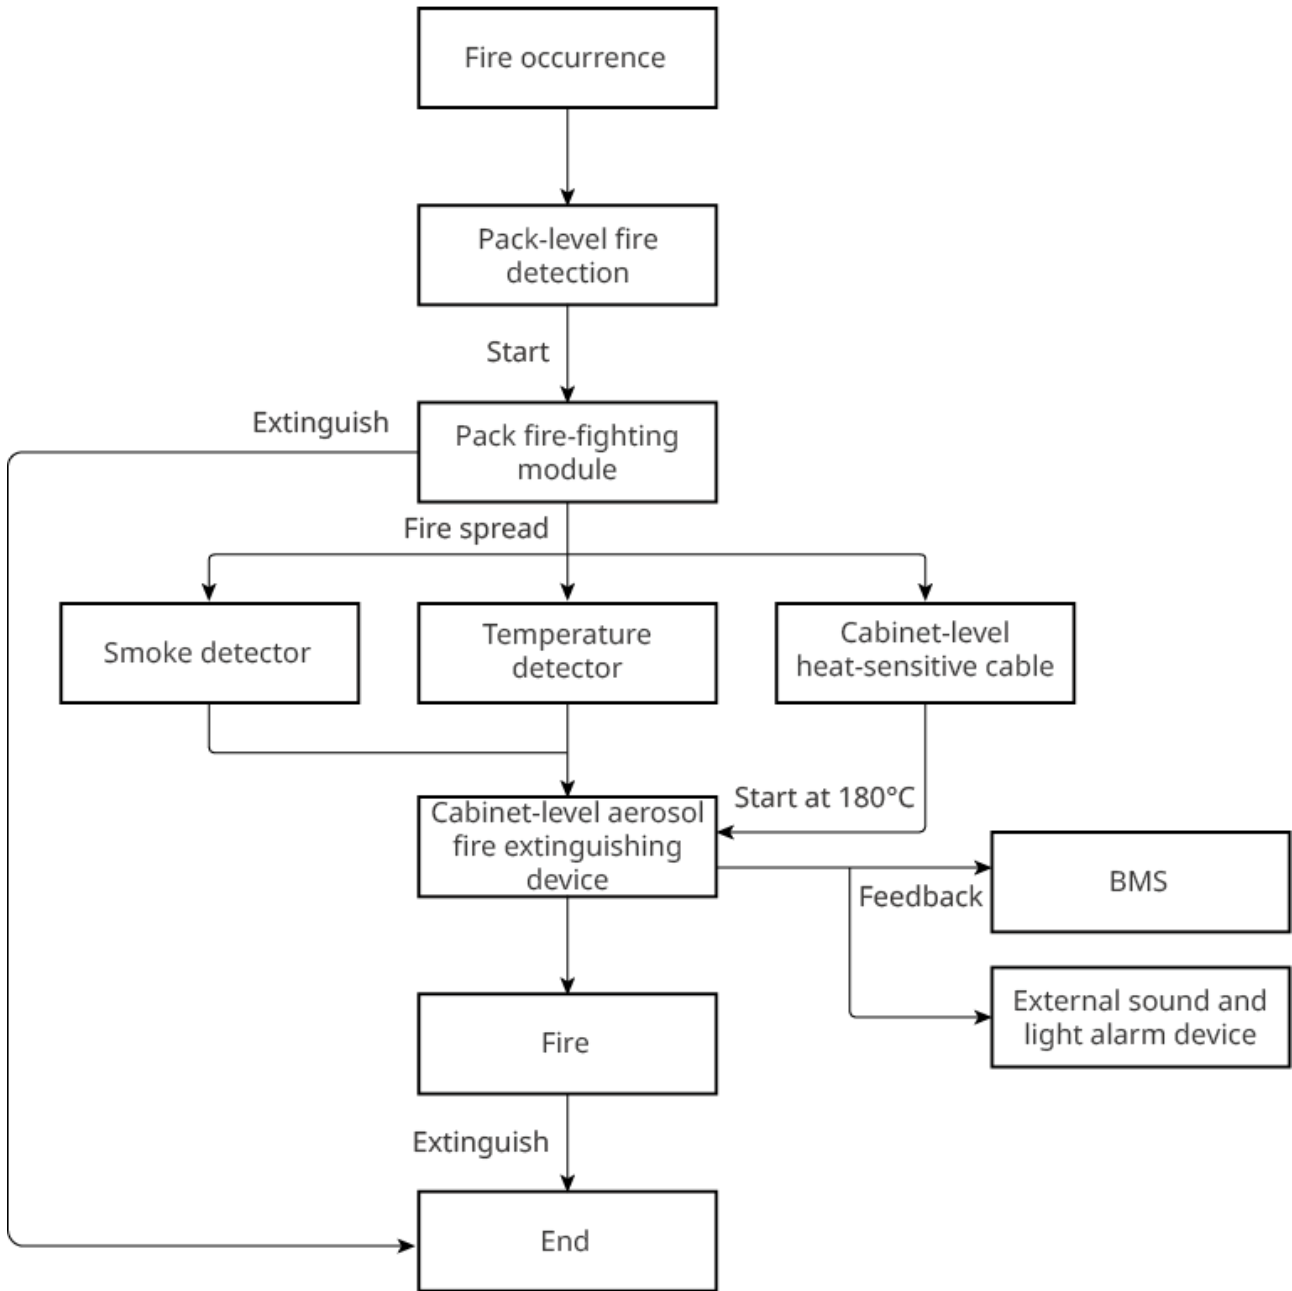 Fire occurrence
Pack-level fire
detection
Start
Extinguish
Pack fire-fighting
module
Fire spread
Smoke detector
Temperature
detector
Cabinet-level
heat-sensitive cable
Start at 180°C
Cabinet-level aerosol
fire extinguishing
device
BMS
Feedback
External sound and
light alarm device
Fire
Extinguish
End